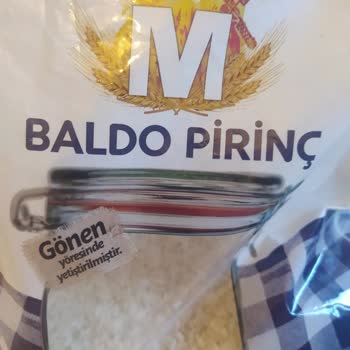 M
BALDO PİRİNÇ
Gönen
yöresinde
yetiştirilmiştir.